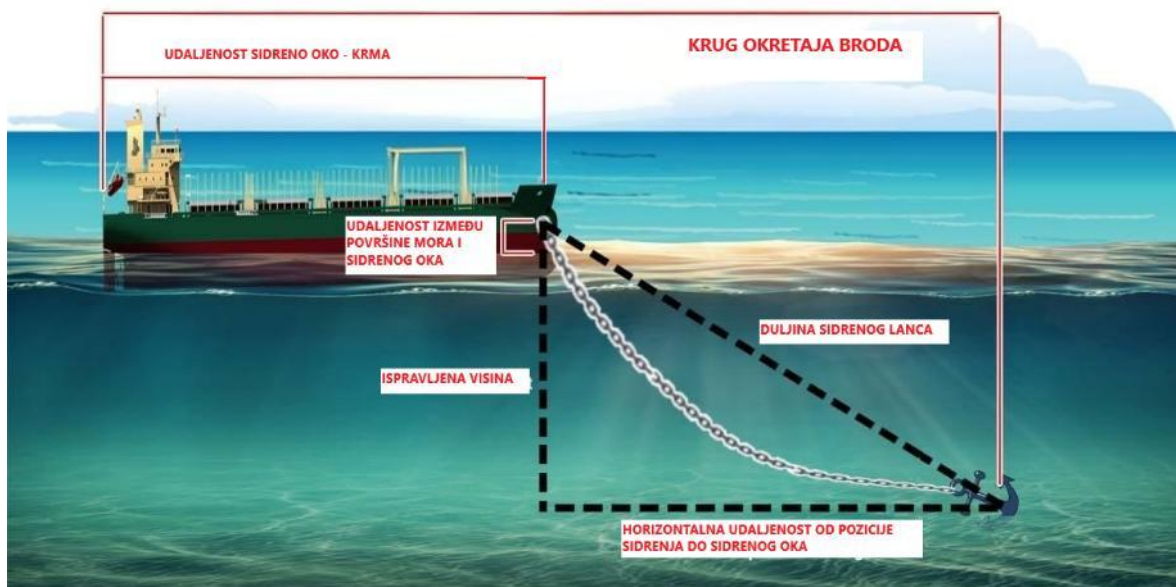 KRUG OKRETAJA BRODA
UDALJENOST SIDRENO OKO - KRMA
UDALJENOST IZMEĐU
POVRŠINE MORA I
SIDRENOG OKA
DULJINA SIDRENOG LANCA
ISPRAVLJENA VISINA
HORIZONTALNA UDALJENOST OD POZICIJE
SIDRENJA DO SIDRENOG OKA